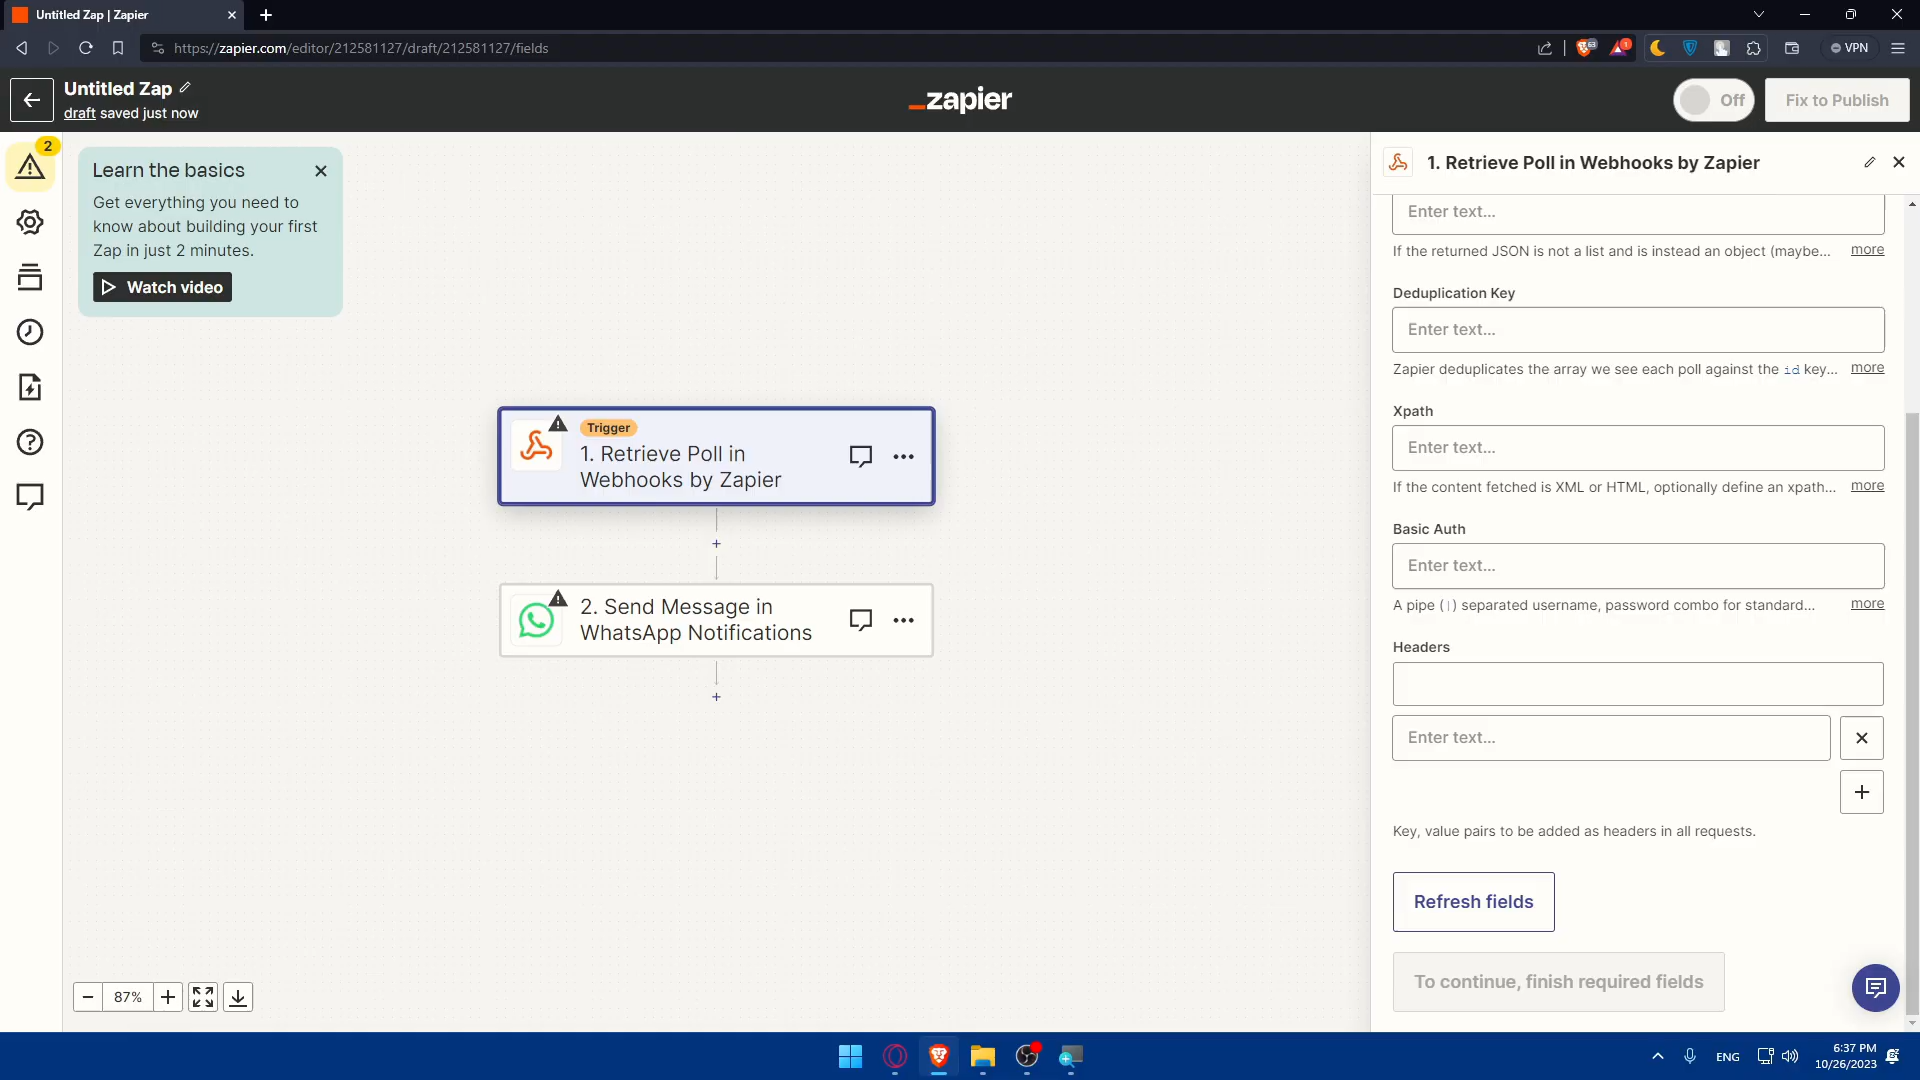 Untitled Zap | Zapier
https://zapier.com/editor/212581127/draft/212581127/fields
63
1
VPN
Untitled Zap
draft saved just now
zapier
Off
Fix to Publish
2
Learn the basics
Get everything you need to
know about building your first
Zap in just 2 minutes.
Watch video
Trigger
1. Retrieve Poll in
Webhooks by Zapier
2. Send Message in
WhatsApp Notifications
87%
1. Retrieve Poll in Webhooks by Zapier
Enter text...
If the returned JSON is not a list and is instead an object (maybe... more
Deduplication Key
Enter text...
Zapier deduplicates the array we see each poll against the id key... more
Xpath
Enter text...
If the content fetched is XML or HTML, optionally define an xpath... more
Basic Auth
Enter text...
A pipe (|) separated username, password combo for standard... more
Headers
Enter text...
Key, value pairs to be added as headers in all requests.
Refresh fields
To continue, finish required fields
ENG
6:37 PM
10/26/2023